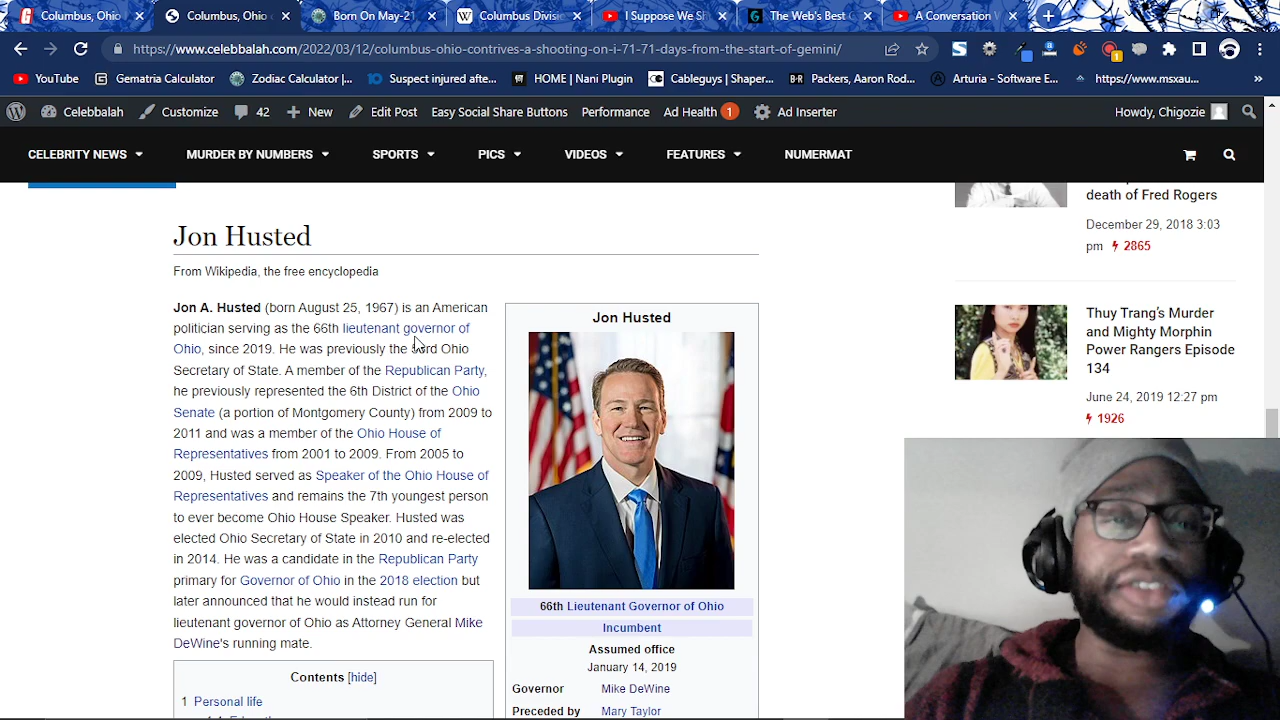 Columbus, Ohio
Columbus, Ohio
Born On May-21
Columbus Divisi
I Suppose We Sh
The Web's Best
A Conversation
https://www.celebbalah.com/2022/03/12/columbus-ohio-contrives-a-shooting-on-i-71-71-days-from-the-start-of-gemini/
YouTube
Gematria Calculator
Zodiac Calculator |...
Suspect injured afte...
HOME | Nani Plugin
Cableguys | Shaper...
Packers, Aaron Rod...
Arturia - Software E...
https://www.msxau...
»
Celebbalah
Customize
42
New
Edit Post
Easy Social Share Buttons
Performance
Ad Health 1
Ad Inserter
Howdy, Chigozie
CELEBRITY NEWS
MURDER BY NUMBERS
SPORTS
PICS
VIDEOS
FEATURES
NUMERMAT
Jon Husted
From Wikipedia, the free encyclopedia
Jon A. Husted (born August 25, 1967) is an American
politician serving as the 66th lieutenant governor of
Ohio, since 2019. He was previously the Ohio
Secretary of State. A member of the Republican Party,
he previously represented the 6th District of the Ohio
Senate (a portion of Montgomery County) from 2009 to
2011 and was a member of the Ohio House of
Representatives from 2001 to 2009. From 2005 to
2009, Husted served as Speaker of the Ohio House of
Representatives and remains the 7th youngest person
to ever become Ohio House Speaker. Husted was
elected Ohio Secretary of State in 2010 and re-elected
in 2014. He was a candidate in the Republican Party
primary for Governor of Ohio in the 2018 election but
later announced that he would instead run for
lieutenant governor of Ohio as Attorney General Mike
DeWine's running mate.
Contents [hide]
1 Personal life
Jon Husted
66th Lieutenant Governor of Ohio
Incumbent
Assumed office
January 14, 2019
Governor Mike DeWine
Preceded by Mary Taylor
death of Fred Rogers
December 29, 2018 3:03
pm 2865
Thuy Trang's Murder
and Mighty Morphin
Power Rangers Episode
134
June 24, 2019 12:27 pm
1926